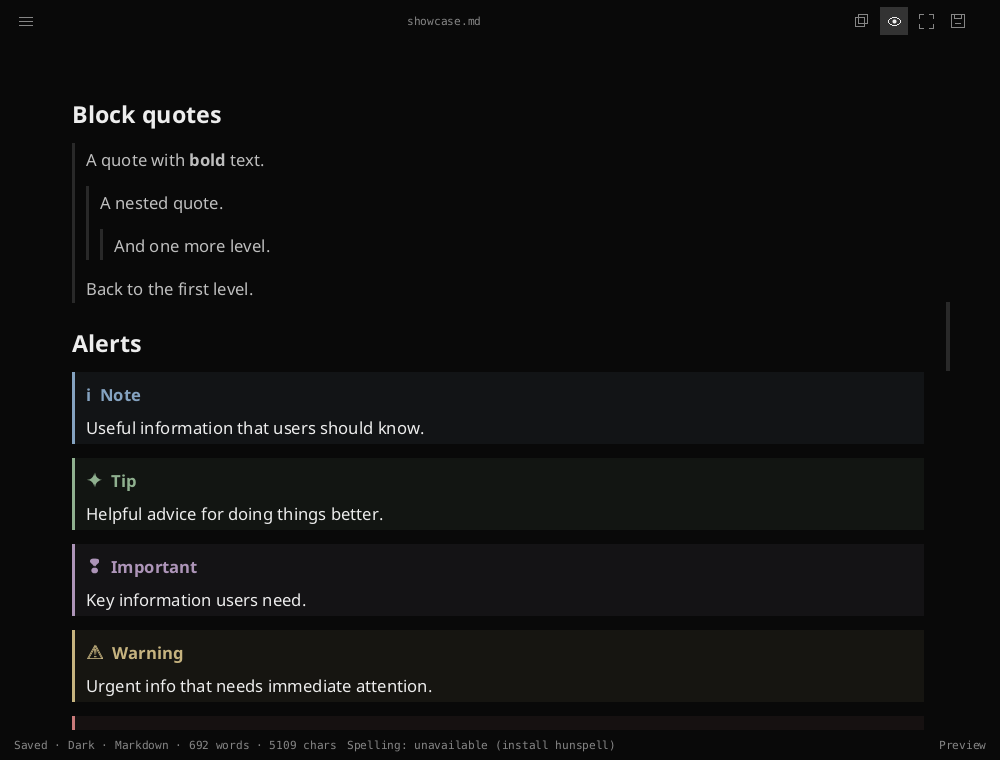 showcase.md
Block quotes
A quote with bold text.
A nested quote.
And one more level.
Back to the first level.
Alerts
i Note
Useful information that users should know.
✦ Tip
Helpful advice for doing things better.
❢ Important
Key information users need.
⚠ Warning
Urgent info that needs immediate attention.
Saved · Dark · Markdown · 692 words · 5109 chars Spelling: unavailable (install hunspell) Preview